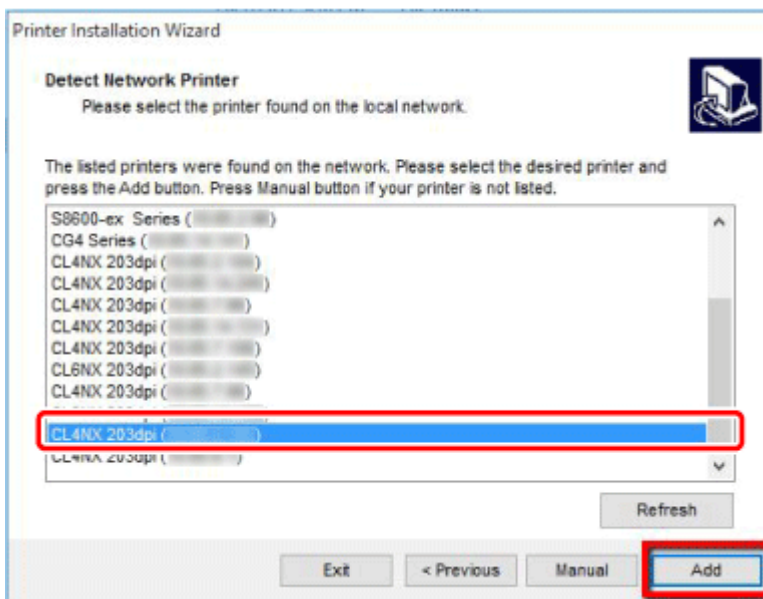 Printer Installation Wizard
Detect Network Printer
Please select the printer found on the local network.
The listed printers were found on the network. Please select the desired printer and
press the Add button. Press Manual button if your printer is not listed.
S8600-ex Series ( )
CG4 Series ( )
CL4NX 203dpi ( )
CL4NX 203dpi ( )
CL4NX 203dpi ( )
CL4NX 203dpi ( )
CL4NX 203dpi ( )
CL6NX 203dpi ( )
CL4NX 203dpi ( )
CL4NX 203dpi ( )
CL4NX 203dpi ( )
Refresh
Exit
< Previous
Manual
Add